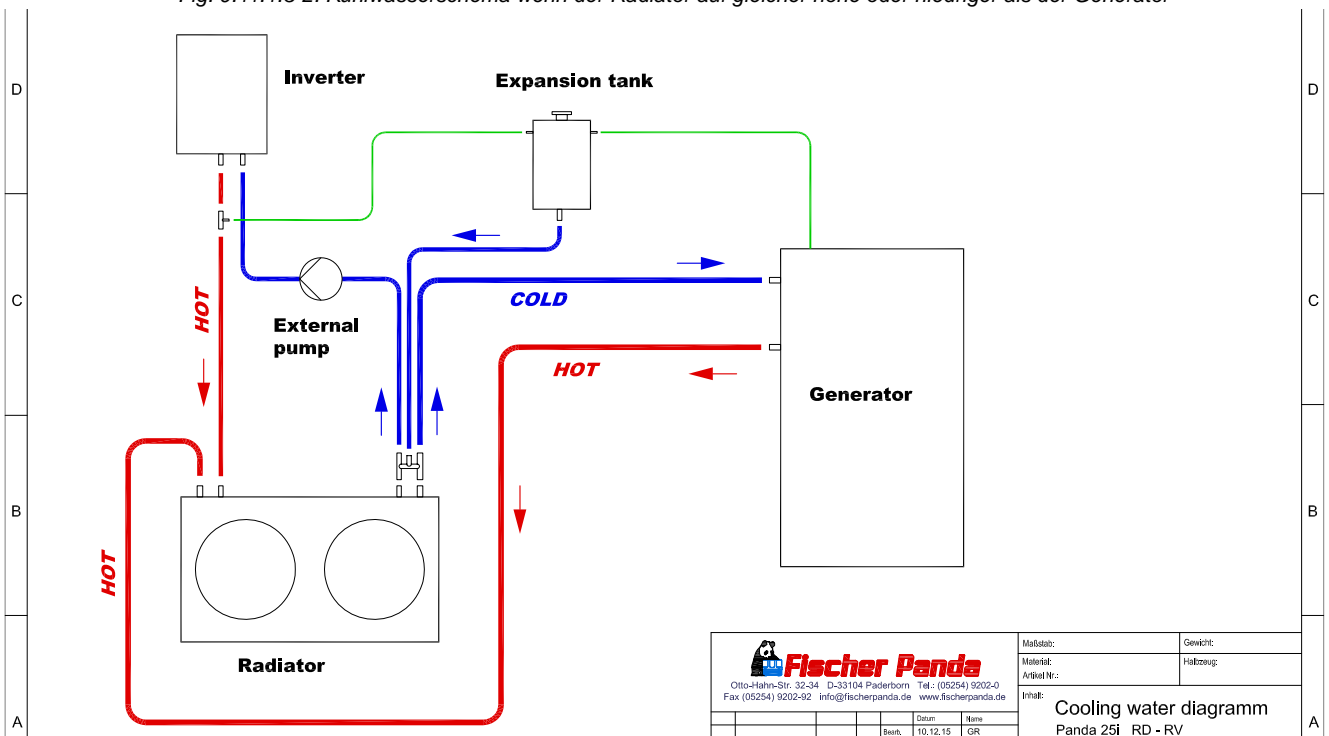 D
D
Inverter
Expansion tank
C
C
HOT
COLD
External
pump
HOT
Generator
B
B
HOT
Radiator
Fischer Panda
Otto-Hahn-Str. 32-34 D-33104 Paderborn Tel.: (05254) 9202-0
Fax (05254) 9202-92 info@fischerpanda.de www.fischerpanda.de
Maßstab:
Gewicht:
Material:
Halbzeug:
Artikel Nr.:
Inhalt:
Cooling water diagramm
Panda 25i RD - RV
Datum
Name
Bearb.
10.12.15
GR
A
A